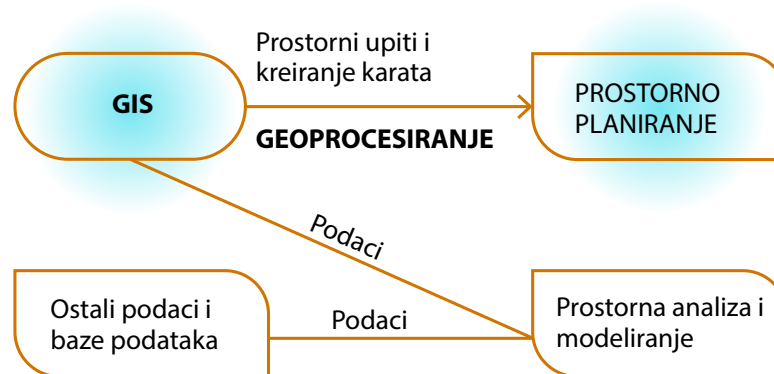 Prostorni upiti i
kreiranje karata
GIS
PROSTORNO
PLANIRANJE
GEOPROCESIRANJE
Podaci
Ostali podaci i
baze podataka
Podaci
Prostorna analiza i
modeliranje